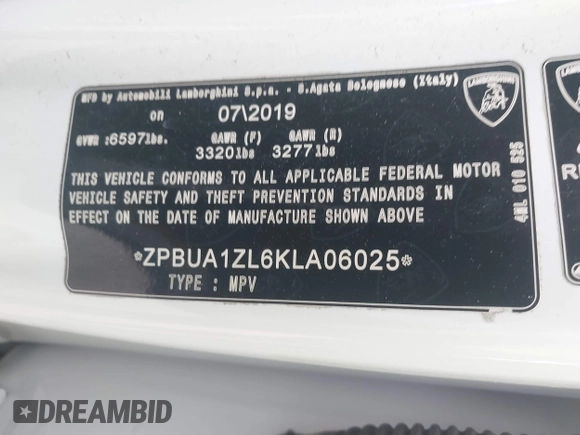 MFD by Automobili Lamborghini S.p.a. - S.Agata Bolognese (Italy)
on 07\2019
GVWR :6597lbs. GAWR (F) GAWR (R)
3320lbs 3277lbs
THIS VEHICLE CONFORMS TO ALL APPLICABLE FEDERAL MOTOR
VEHICLE SAFETY AND THEFT PREVENTION STANDARDS IN
EFFECT ON THE DATE OF MANUFACTURE SHOWN ABOVE
*ZPBUA1ZL6KLA06025*
TYPE : MPV
LAMBORGHINI
4ML 010 525
DREAMBID